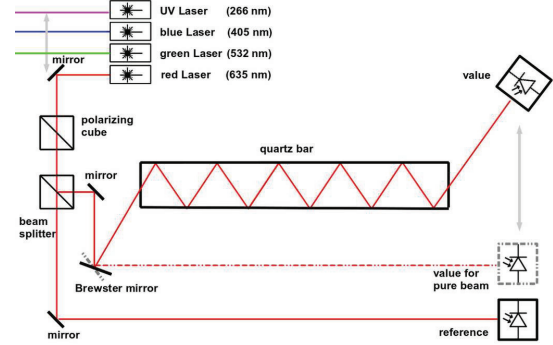 UV Laser (266 nm)
blue Laser (405 nm)
green Laser (532 nm)
mirror
red Laser (635 nm)
value
polarizing
cube
quartz bar
mirror
beam
splitter
Brewster mirror
value for
pure beam
mirror
reference